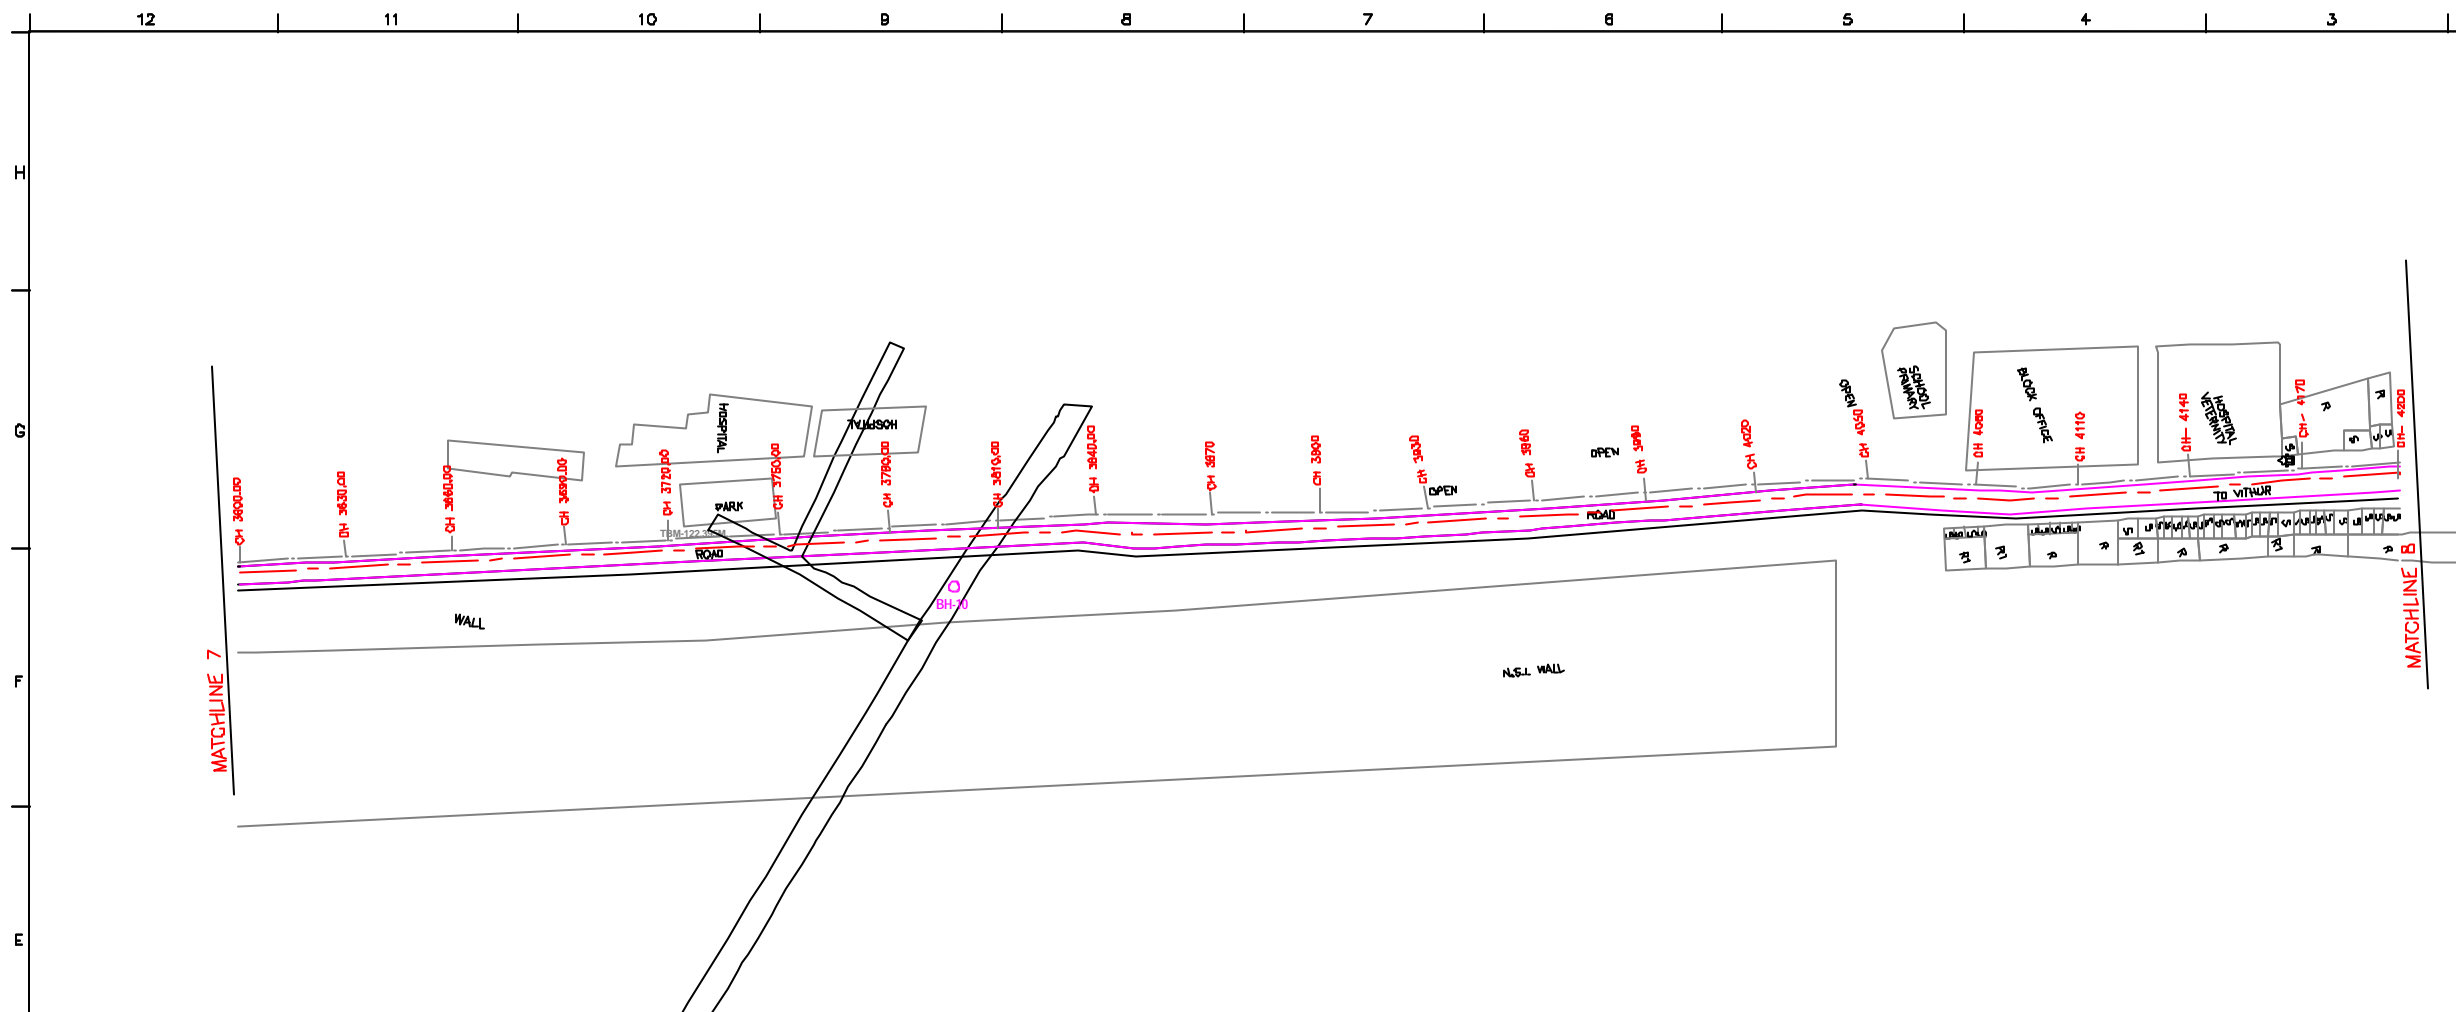 12 11 10 9 8 7 6 5 4 3
H
G
F
E
MATCHLINE 7
CH 3600.00
CH 3630.00
CH 3660.00
CH 3690.00
CH 3720.00
CH 3750.00
CH 3780.00
CH 3810.00
CH 3840.00
CH 3870
CH 3900
CH 3930
CH 3960
CH 3990
CH 4020
CH 4050
CH 4080
CH 4110
CH- 4140
CH- 4170
CH- 4200
HOSPITAL
HOSPITAL
PARK
ROAD
WALL
BH-10
OPEN
OPEN
ROAD
N.S.L WALL
OPEN
SCHOOL
PRIMARY
BLOCK OFFICE
HOSPITAL
VETERNITY
TO VITHUR
R
R
S
S
S
R1
R1
R
R
R1
R
R
R1
R
R
MATCHLINE 8